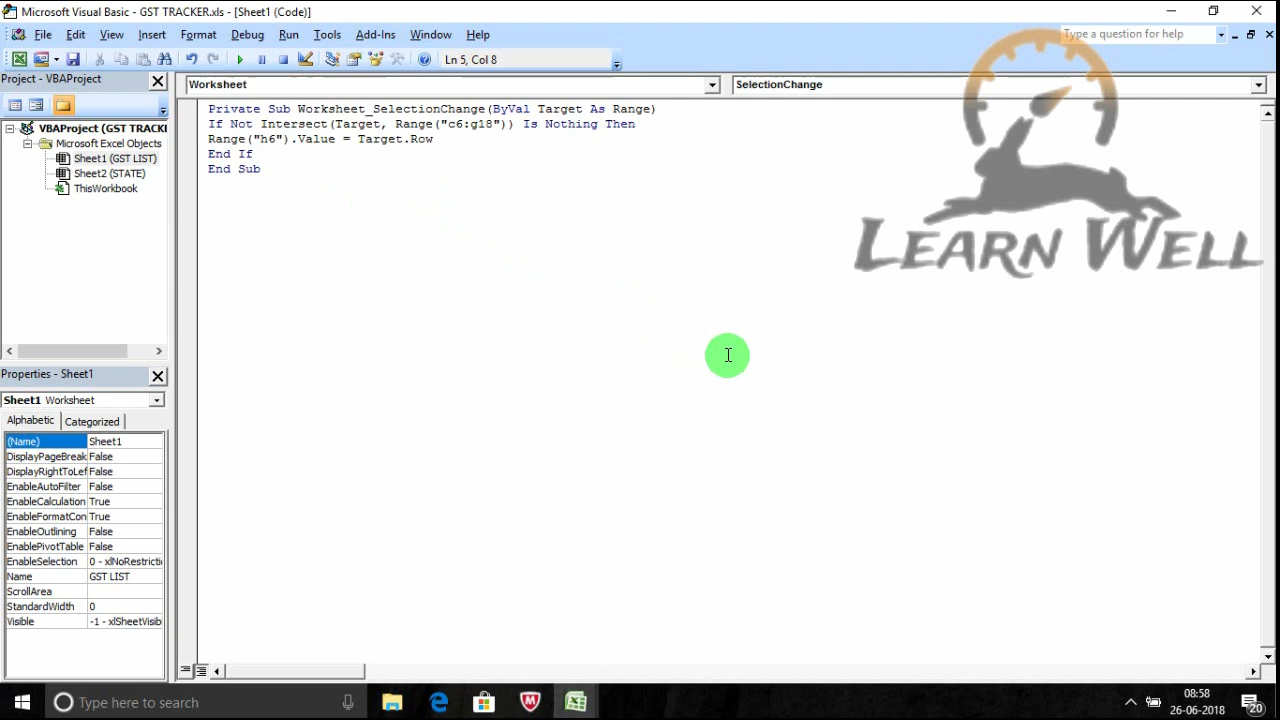 Microsoft Visual Basic - GST TRACKER.xls - [Sheet1 (Code)]
File Edit View Insert Format Debug Run Tools Add-Ins Window Help
Type a question for help
Ln 5, Col 8
Project - VBAProject
Worksheet
SelectionChange
VBAProject (GST TRACKI
Microsoft Excel Objects
Sheet1 (GST LIST)
Sheet2 (STATE)
ThisWorkbook
Private Sub Worksheet_SelectionChange(ByVal Target As Range)
If Not Intersect(Target, Range("c6:g18")) Is Nothing Then
Range("h6").Value = Target.Row
End If
End Sub
LEARN WELL
Properties - Sheet1
Sheet1 Worksheet
Alphabetic Categorized
(Name) Sheet1
DisplayPageBreak False
DisplayRightToLef False
EnableAutoFilter False
EnableCalculation True
EnableFormatCon True
EnableOutlining False
EnablePivotTable False
EnableSelection 0 - xlNoRestricti
Name GST LIST
ScrollArea
StandardWidth 0
Visible -1 - xlSheetVisib
Type here to search
08:58
26-06-2018
20